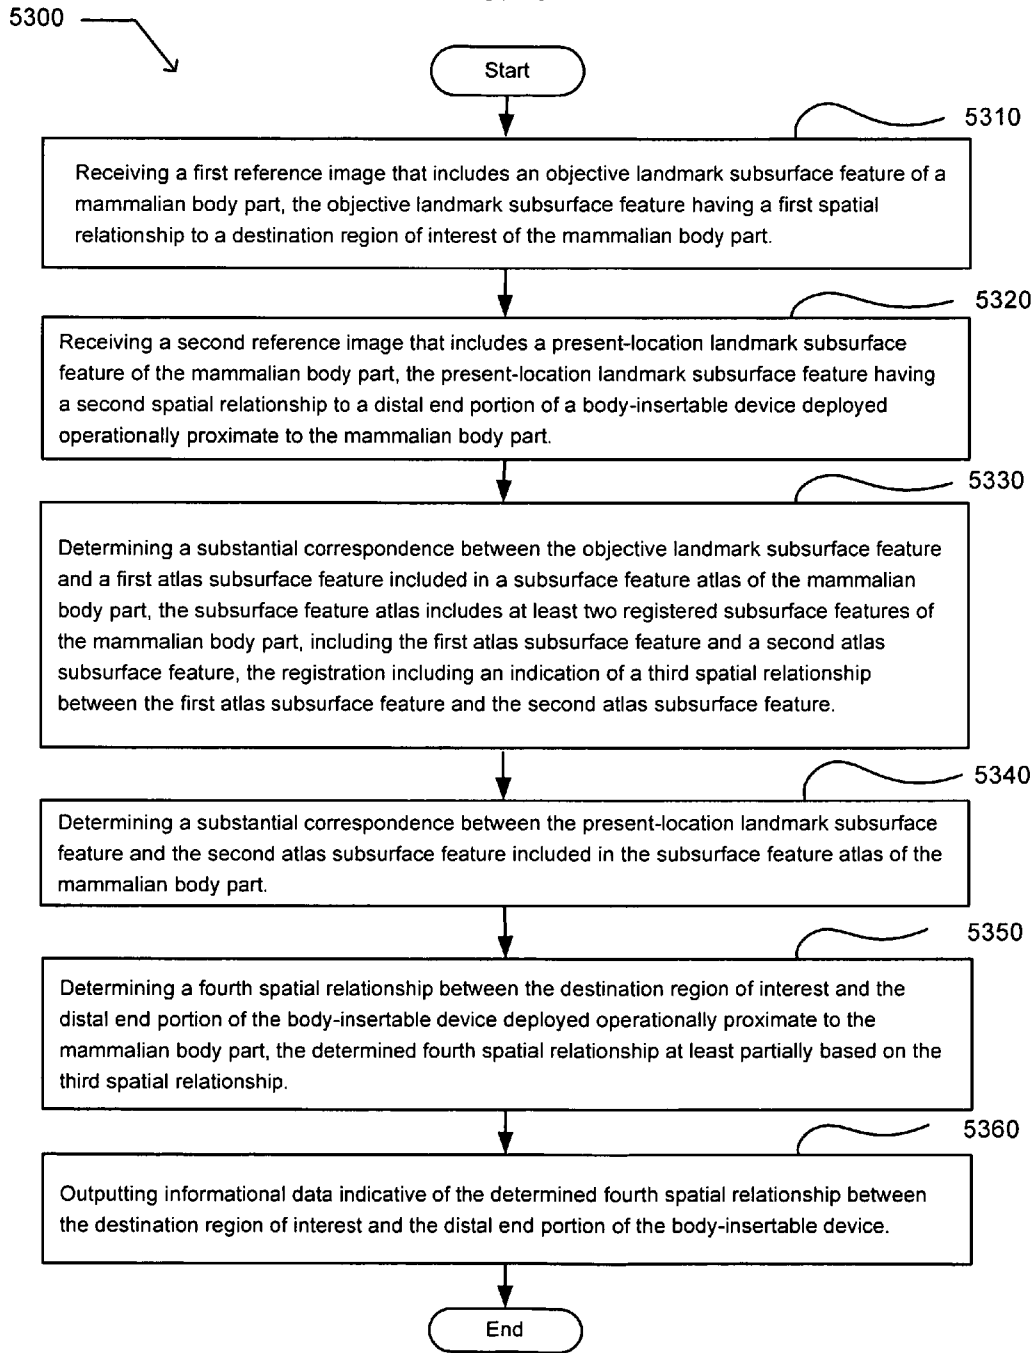 5300
Start
5310
Receiving a first reference image that includes an objective landmark subsurface feature of a
mammalian body part, the objective landmark subsurface feature having a first spatial
relationship to a destination region of interest of the mammalian body part.
5320
Receiving a second reference image that includes a present-location landmark subsurface
feature of the mammalian body part, the present-location landmark subsurface feature having
a second spatial relationship to a distal end portion of a body-insertable device deployed
operationally proximate to the mammalian body part.
5330
Determining a substantial correspondence between the objective landmark subsurface feature
and a first atlas subsurface feature included in a subsurface feature atlas of the mammalian
body part, the subsurface feature atlas includes at least two registered subsurface features of
the mammalian body part, including the first atlas subsurface feature and a second atlas
subsurface feature, the registration including an indication of a third spatial relationship
between the first atlas subsurface feature and the second atlas subsurface feature.
5340
Determining a substantial correspondence between the present-location landmark subsurface
feature and the second atlas subsurface feature included in the subsurface feature atlas of the
mammalian body part.
5350
Determining a fourth spatial relationship between the destination region of interest and the
distal end portion of the body-insertable device deployed operationally proximate to the
mammalian body part, the determined fourth spatial relationship at least partially based on the
third spatial relationship.
5360
Outputting informational data indicative of the determined fourth spatial relationship between
the destination region of interest and the distal end portion of the body-insertable device.
End